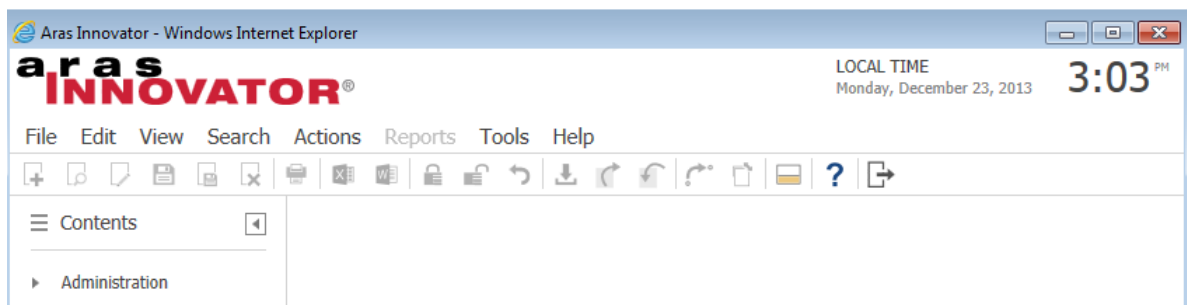 Aras Innovator - Windows Internet Explorer
aras
INNOVATOR®
LOCAL TIME
Monday, December 23, 2013
3:03 PM
File Edit View Search Actions Reports Tools Help
?
Contents
Administration